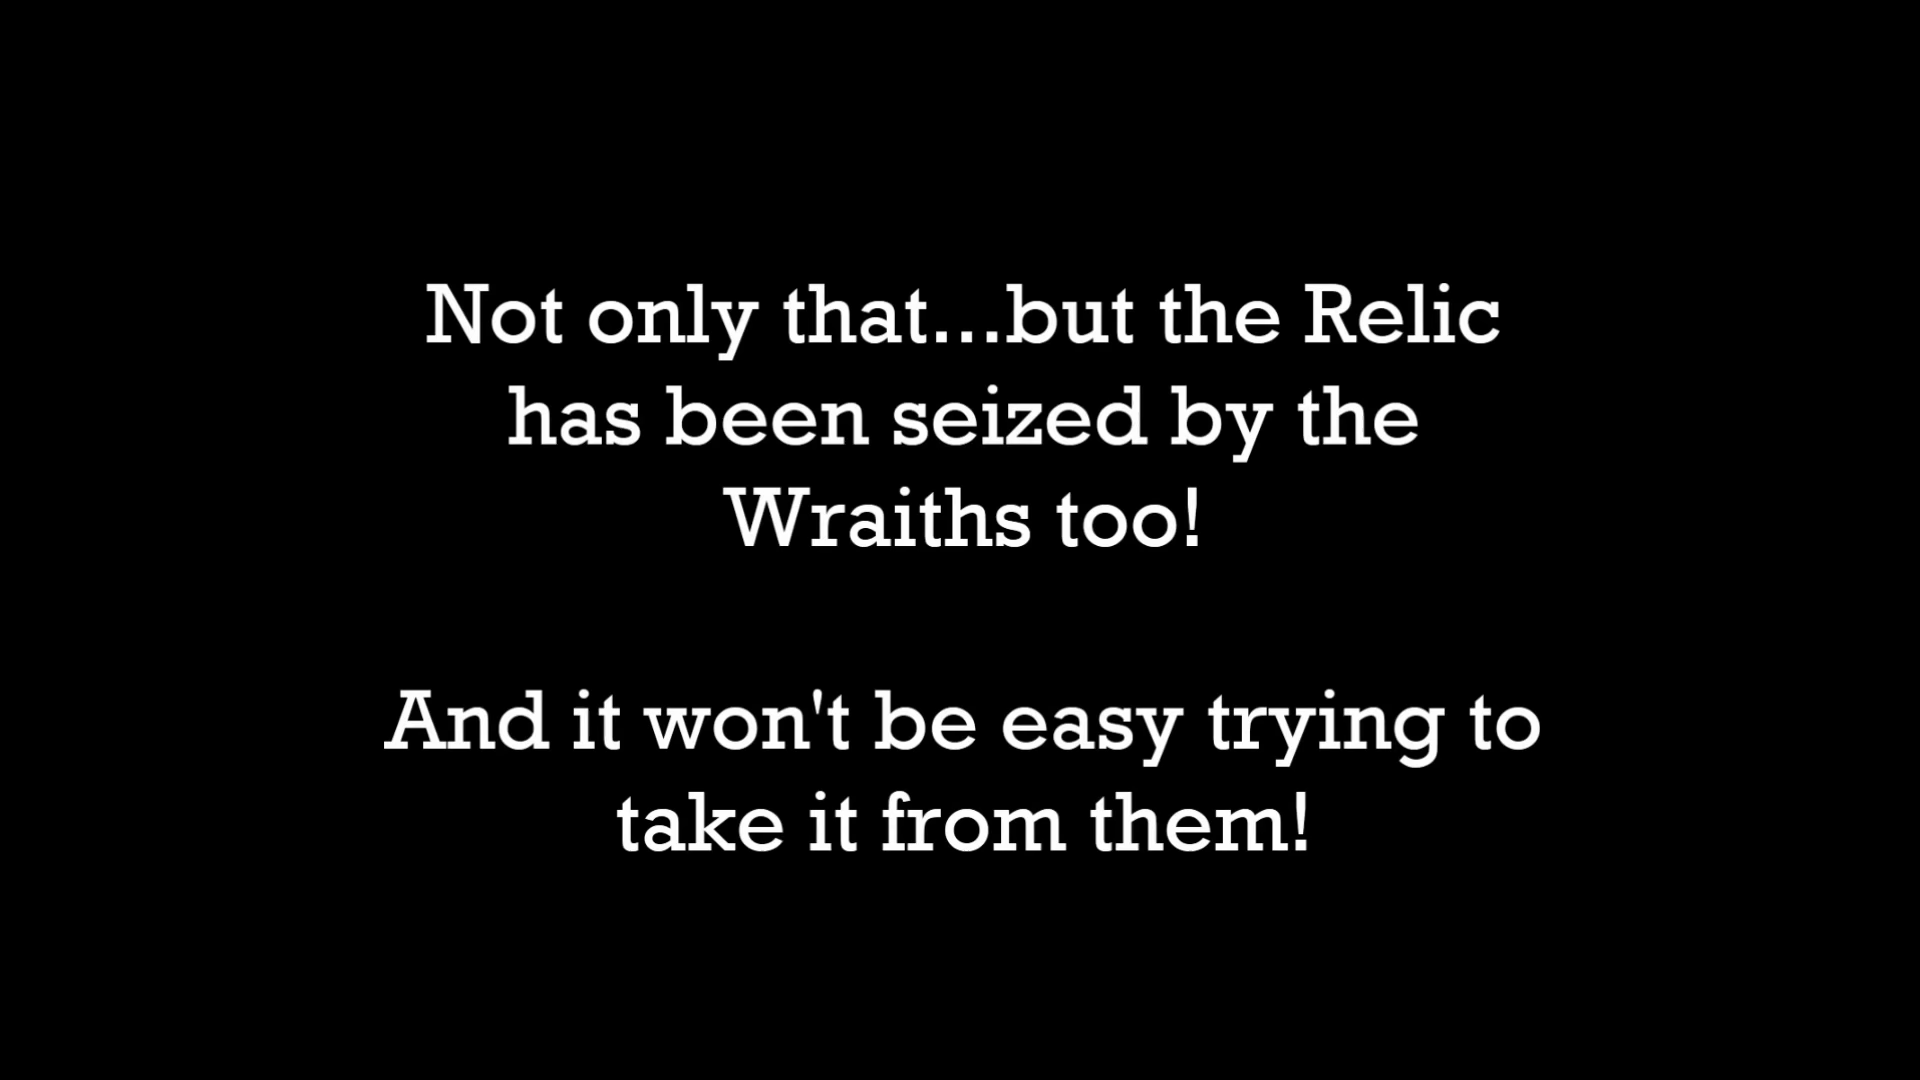 Not only that...but the Relic
has been seized by the
Wraiths too!
And it won't be easy trying to
take it from them!